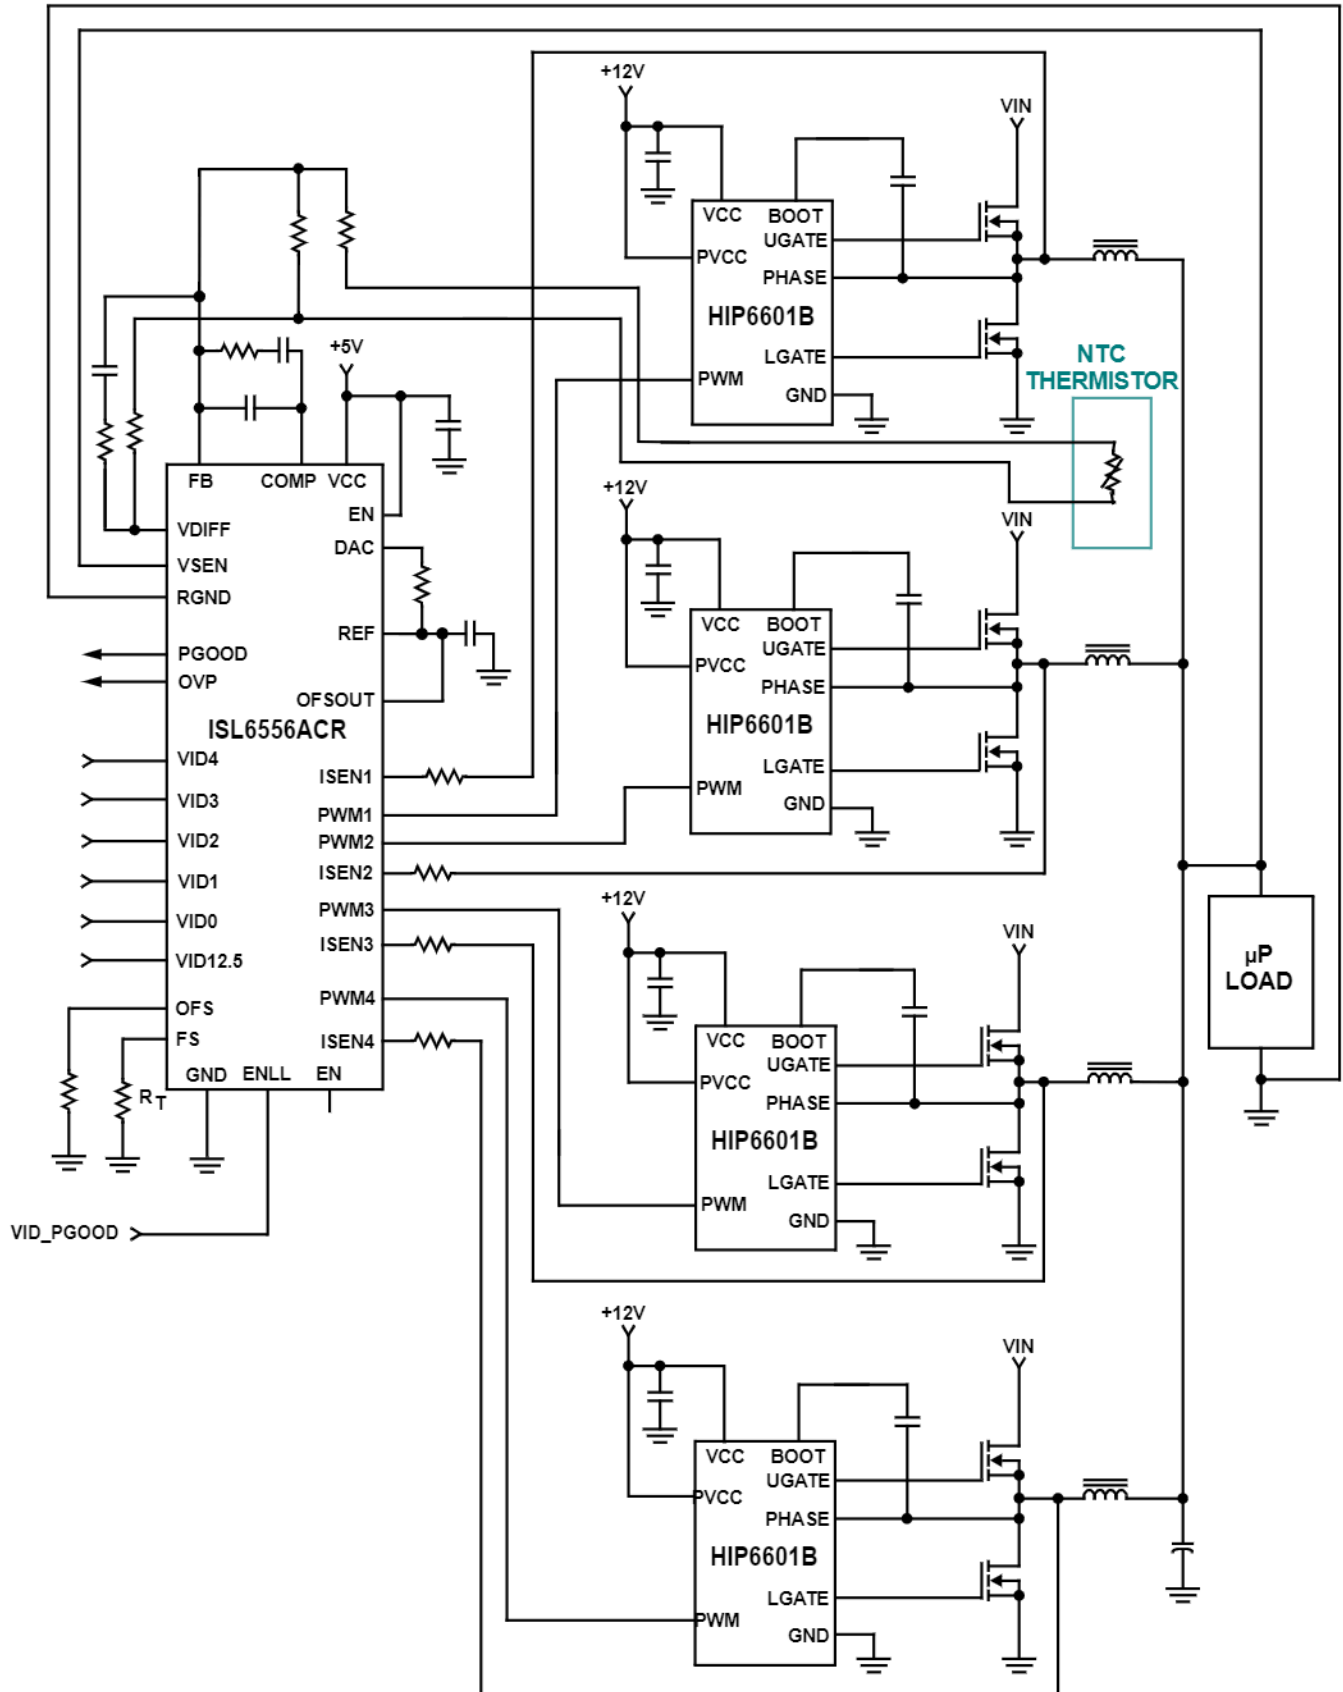 +12V
VIN
VCC
BOOT
UGATE
PVCC
PHASE
HIP6601B
LGATE
PWM
GND
NTC
THERMISTOR
+5V
FB
COMP
VCC
EN
VDIFF
DAC
VSEN
RGND
REF
PGOOD
OVP
OFSOUT
ISL6556ACR
VID4
ISEN1
VID3
PWM1
VID2
PWM2
VID1
ISEN2
VID0
PWM3
VID12.5
ISEN3
OFS
PWM4
FS
ISEN4
GND
ENLL
EN
RT
VID_PGOOD
+12V
VIN
VCC
BOOT
UGATE
PVCC
PHASE
HIP6601B
LGATE
PWM
GND
+12V
VIN
VCC
BOOT
UGATE
PVCC
PHASE
HIP6601B
LGATE
PWM
GND
µP
LOAD
+12V
VIN
VCC
BOOT
UGATE
PVCC
PHASE
HIP6601B
LGATE
PWM
GND